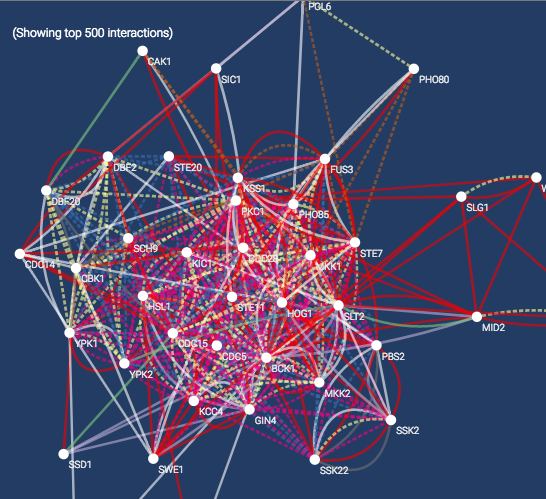 PCL6
(Showing top 500 interactions)
CAK1
SIC1
PHO80
DBF2
STE20
FUS3
KSS1
DBF20
PKC1
PHO85
SLG1
SCH9
STE7
CDC14
KIC1
CDC28
MKK1
CBK1
HSL1
STE11
HOG1
SLT2
MID2
YPK1
CDC15
CDC5
PBS2
BCK1
YPK2
MKK2
KCC4
GIN4
SSK2
SSD1
SWE1
SSK22